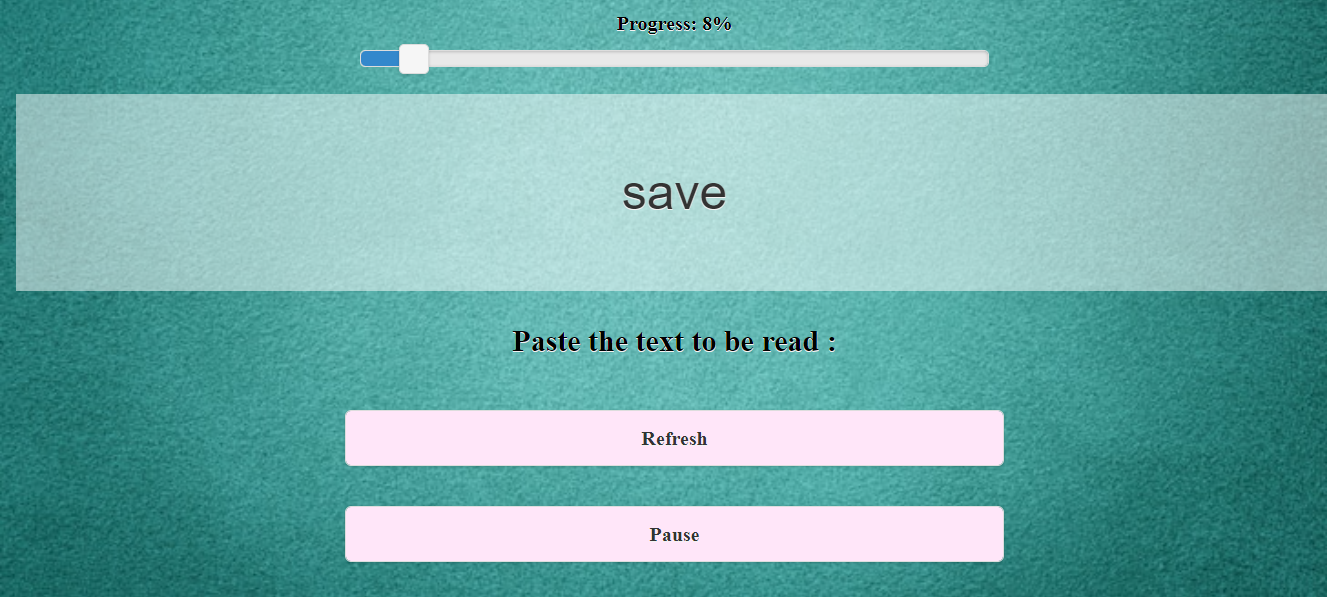 Progress: 8%
save
Paste the text to be read :
Refresh
Pause